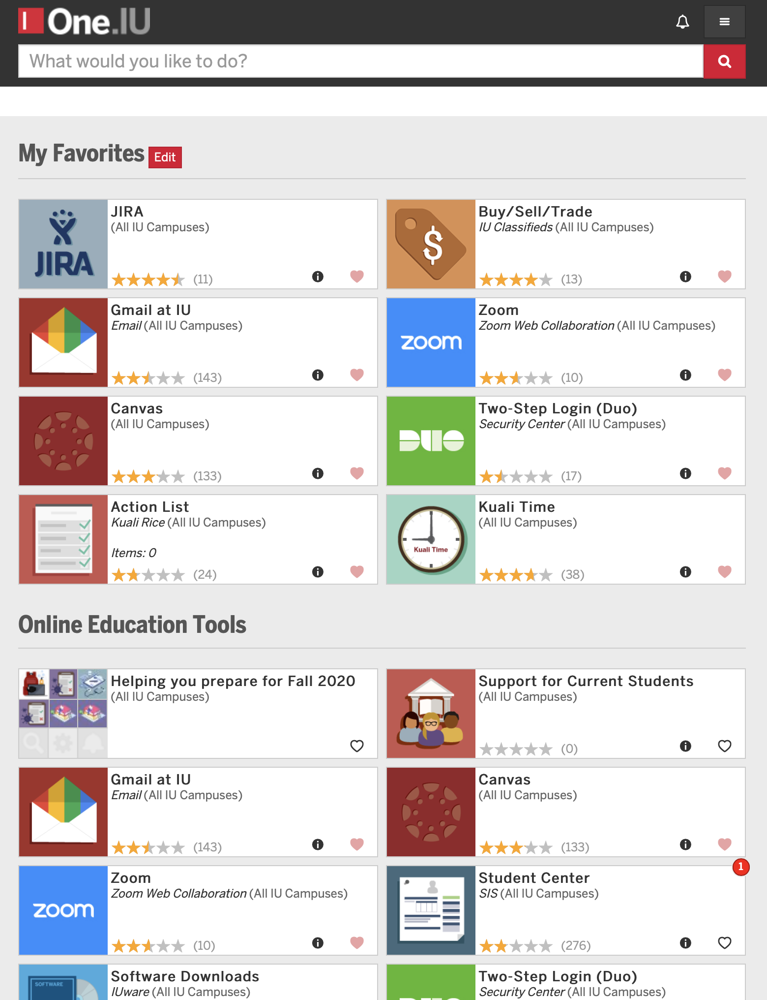 One.IU
What would you like to do?
My Favorites Edit
JIRA
JIRA
(All IU Campuses)
(11)
Buy/Sell/Trade
IU Classifieds (All IU Campuses)
$
(13)
Gmail at IU
Email (All IU Campuses)
(143)
zoom
Zoom
Zoom Web Collaboration (All IU Campuses)
(10)
Canvas
(All IU Campuses)
(133)
DUO
Two-Step Login (Duo)
Security Center (All IU Campuses)
(17)
Action List
Kuali Rice (All IU Campuses)
Items: 0
(24)
Kuali Time
Kuali Time
(All IU Campuses)
(38)
Online Education Tools
Helping you prepare for Fall 2020
(All IU Campuses)
Support for Current Students
(All IU Campuses)
(0)
Gmail at IU
Email (All IU Campuses)
(143)
Canvas
(All IU Campuses)
(133)
zoom
Zoom
Zoom Web Collaboration (All IU Campuses)
(10)
1
Student Center
SIS (All IU Campuses)
(276)
SOFTWARE
Software Downloads
IUware (All IU Campuses)
Two-Step Login (Duo)
Security Center (All IU Campuses)